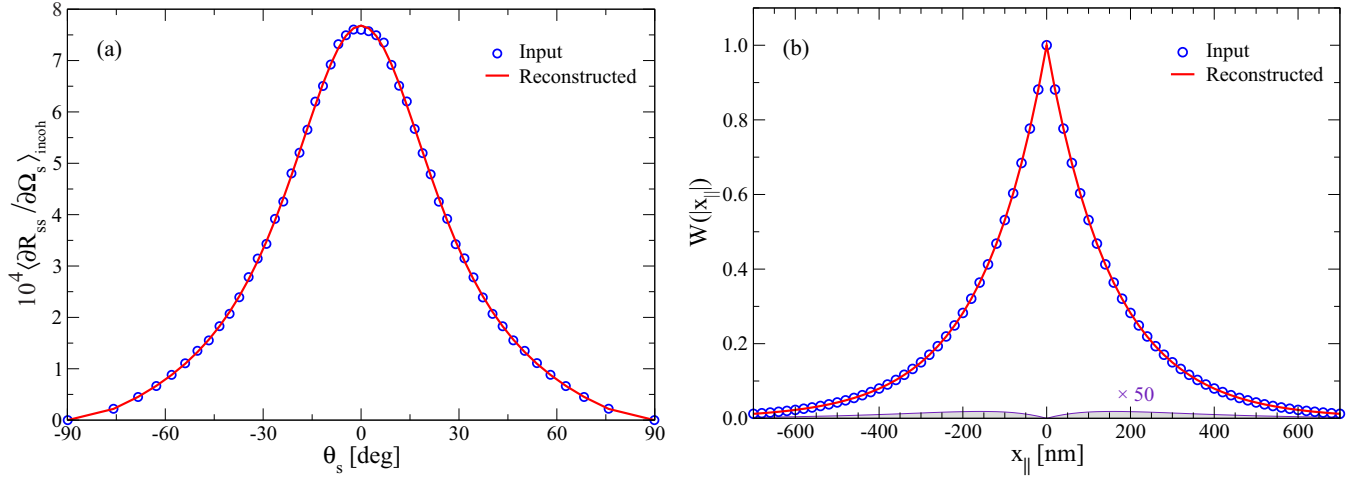 (a)
Input
Reconstructed
10⁴⟨∂R_ss/∂Ω_s⟩_incoh
8
7
6
5
4
3
2
1
0
-90 -60 -30 0 30 60 90
θ_s [deg]
(b)
Input
Reconstructed
W(|x_||||)
1.0
0.8
0.6
0.4
0.2
0.0
× 50
-600 -400 -200 0 200 400 600
x_|| [nm]